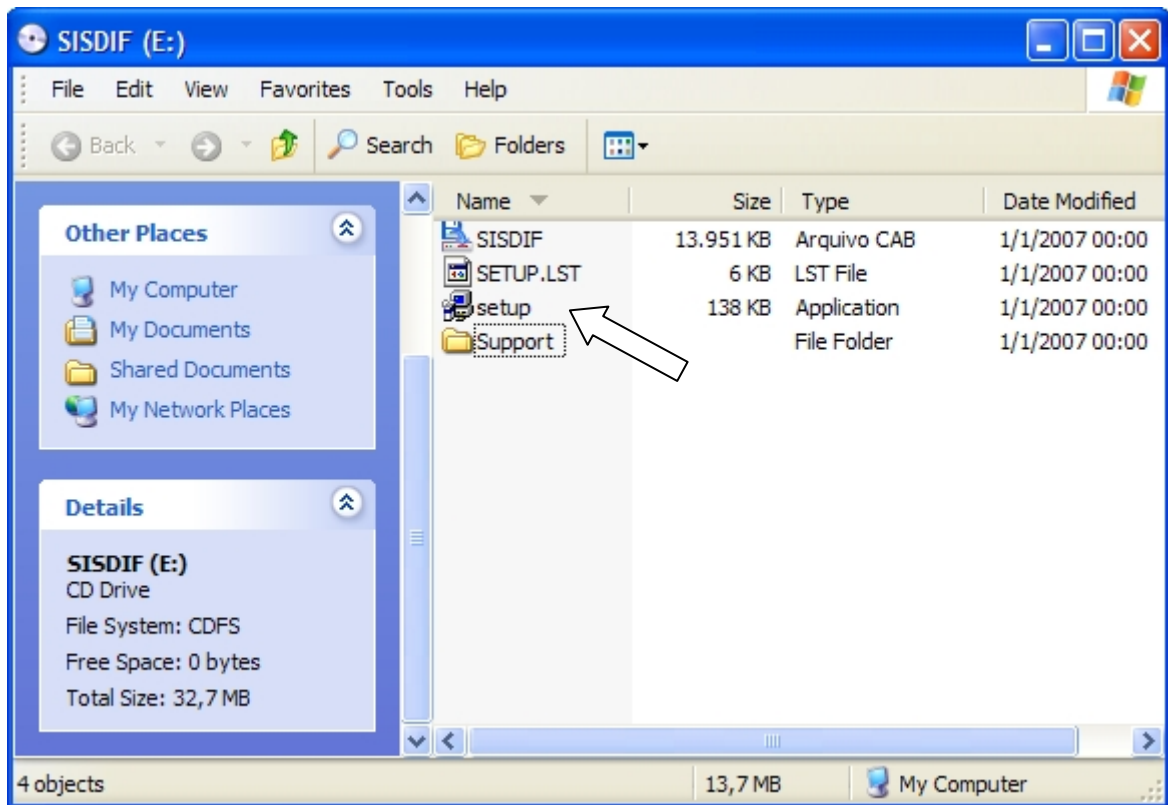 SISDIF (E:)
File Edit View Favorites Tools Help
Back Search Folders
Other Places
My Computer
My Documents
Shared Documents
My Network Places
Details
SISDIF (E:)
CD Drive
File System: CDFS
Free Space: 0 bytes
Total Size: 32,7 MB
Name Size Type Date Modified
SISDIF 13.951 KB Arquivo CAB 1/1/2007 00:00
SETUP.LST 6 KB LST File 1/1/2007 00:00
setup 138 KB Application 1/1/2007 00:00
Support File Folder 1/1/2007 00:00
4 objects 13,7 MB My Computer